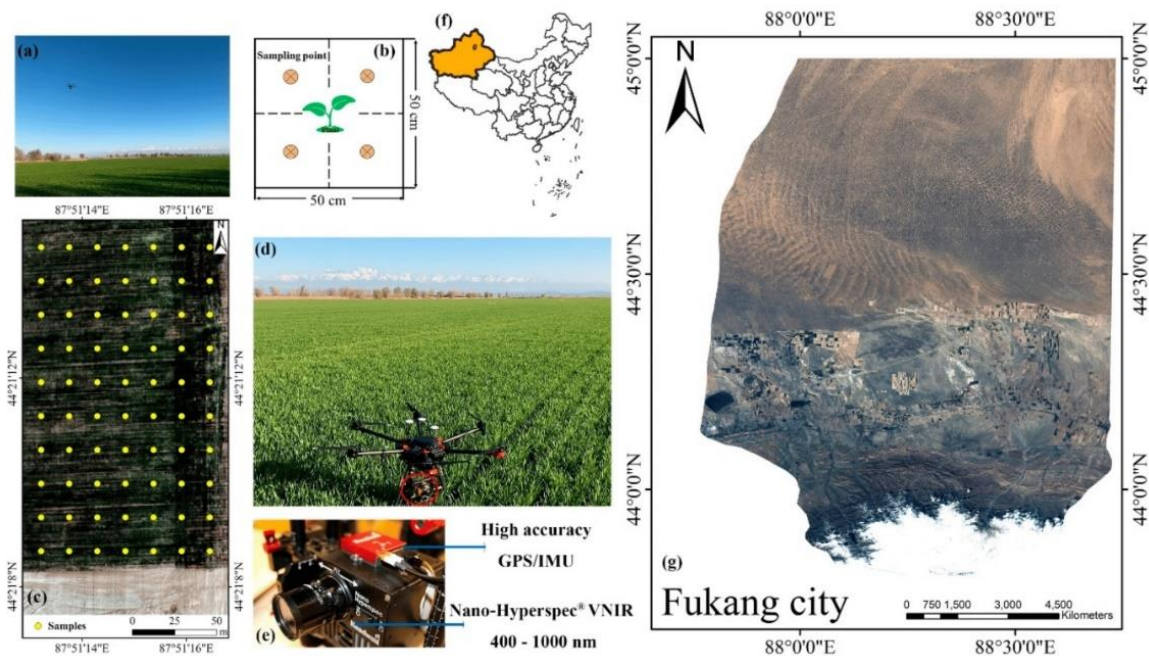 (a)
87°51'14"E
87°51'16"E
44°21'12"N
44°21'8"N
N
(c)
Samples
0
25
50
m
87°51'14"E
87°51'16"E
44°21'12"N
44°21'8"N
(b)
Sampling point
50 cm
50 cm
(f)
(d)
(e)
High accuracy
GPS/IMU
Nano-Hyperspec® VNIR
400 - 1000 nm
88°0'0"E
88°30'0"E
N
45°0'0"N
44°30'0"N
44°0'0"N
45°0'0"N
44°30'0"N
44°0'0"N
(g)
Fukang city
0 750 1,500 3,000 4,500
Kilometers
88°0'0"E
88°30'0"E